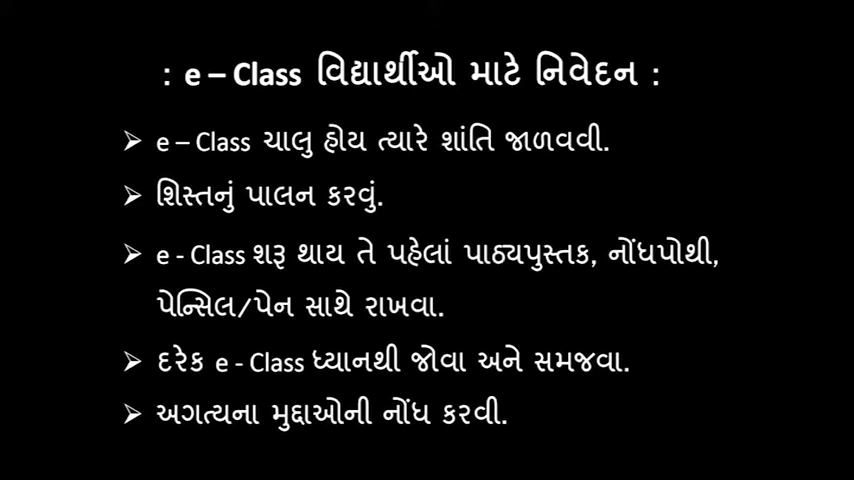 : e – Class વિદ્યાર્થીઓ માટે નિવેદન :
➢ e – Class ચાલુ હોય ત્યારે શાંતિ જાળવવી.
➢ શિસ્તનું પાલન કરવું.
➢ e - Class શરૂ થાય તે પહેલાં પાઠ્યપુસ્તક, નોંધપોથી,
પેન્સિલ/પેન સાથે રાખવા.
➢ દરેક e - Class ધ્યાનથી જોવા અને સમજવા.
➢ અગત્યના મુદ્દાઓની નોંધ કરવી.